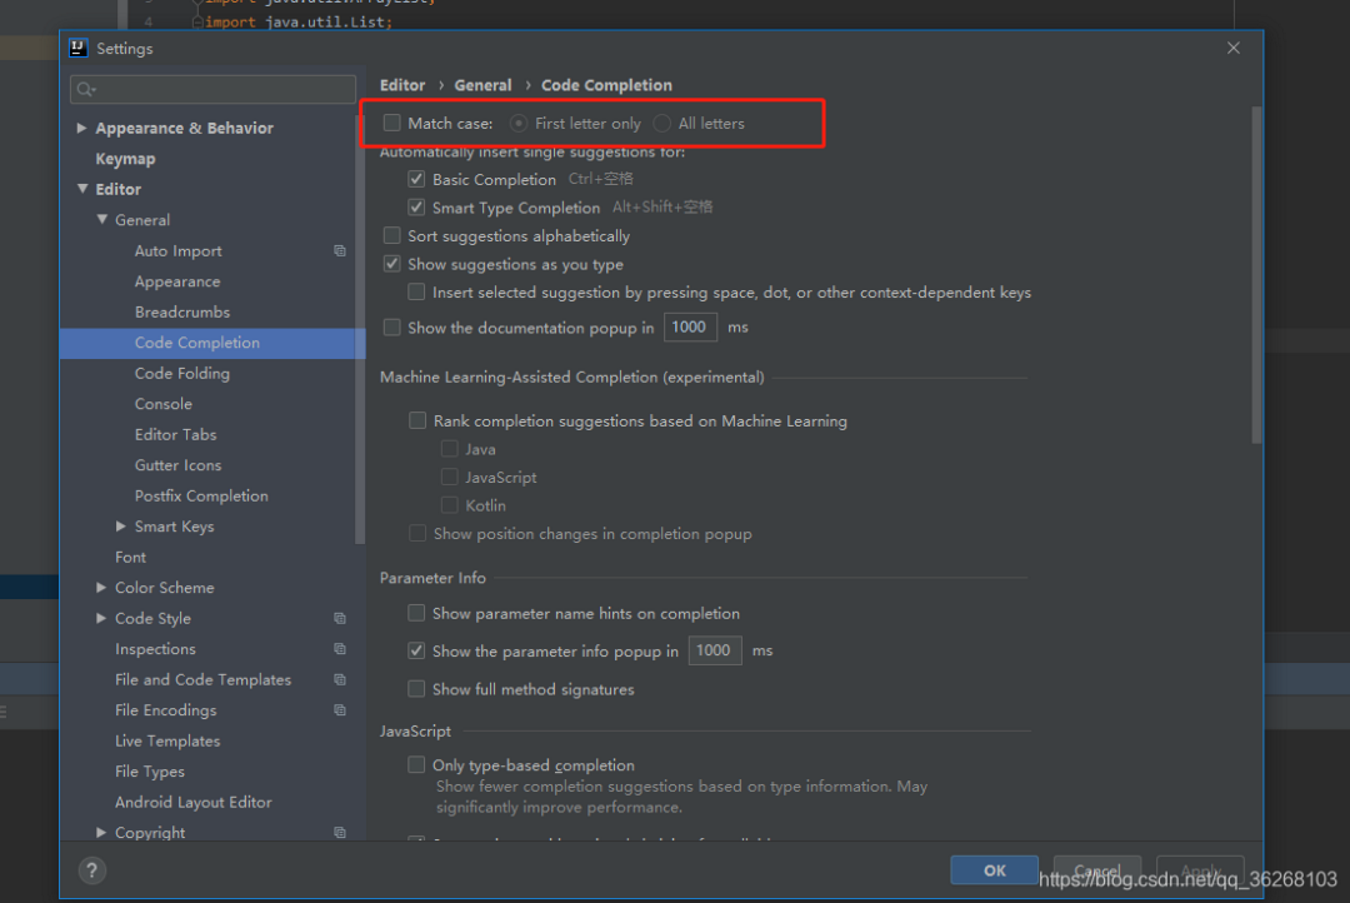 import java.util.ArrayList;
4 import java.util.List;
Settings
Editor › General › Code Completion
Appearance & Behavior
Keymap
Editor
General
Auto Import
Appearance
Breadcrumbs
Code Completion
Code Folding
Console
Editor Tabs
Gutter Icons
Postfix Completion
Smart Keys
Font
Color Scheme
Code Style
Inspections
File and Code Templates
File Encodings
Live Templates
File Types
Android Layout Editor
Copyright
Match case: First letter only All letters
Automatically insert single suggestions for:
Basic Completion Ctrl+空格
Smart Type Completion Alt+Shift+空格
Sort suggestions alphabetically
Show suggestions as you type
Insert selected suggestion by pressing space, dot, or other context-dependent keys
Show the documentation popup in 1000 ms
Machine Learning-Assisted Completion (experimental)
Rank completion suggestions based on Machine Learning
Java
JavaScript
Kotlin
Show position changes in completion popup
Parameter Info
Show parameter name hints on completion
Show the parameter info popup in 1000 ms
Show full method signatures
JavaScript
Only type-based completion
Show fewer completion suggestions based on type information. May
significantly improve performance.
? OK Cancel Apply
https://blog.csdn.net/qq_36268103